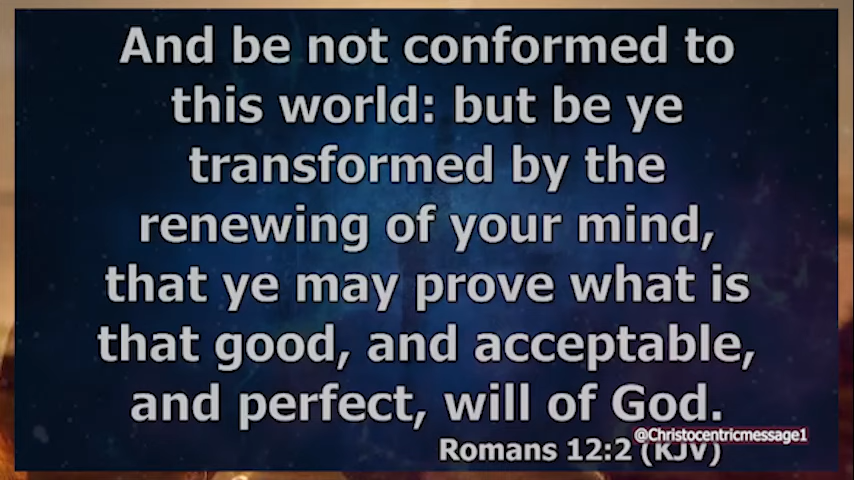 And be not conformed to
this world: but be ye
transformed by the
renewing of your mind,
that ye may prove what is
that good, and acceptable,
and perfect, will of God.
@Christocentricmessage1
Romans 12:2 (KJV)